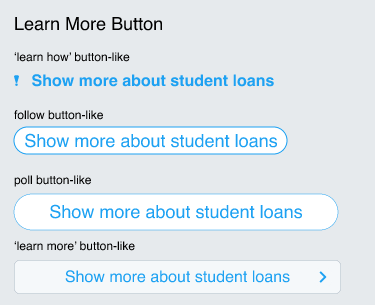 Learn More Button
‘learn how’ button-like
! Show more about student loans
follow button-like
Show more about student loans
poll button-like
Show more about student loans
‘learn more’ button-like
Show more about student loans